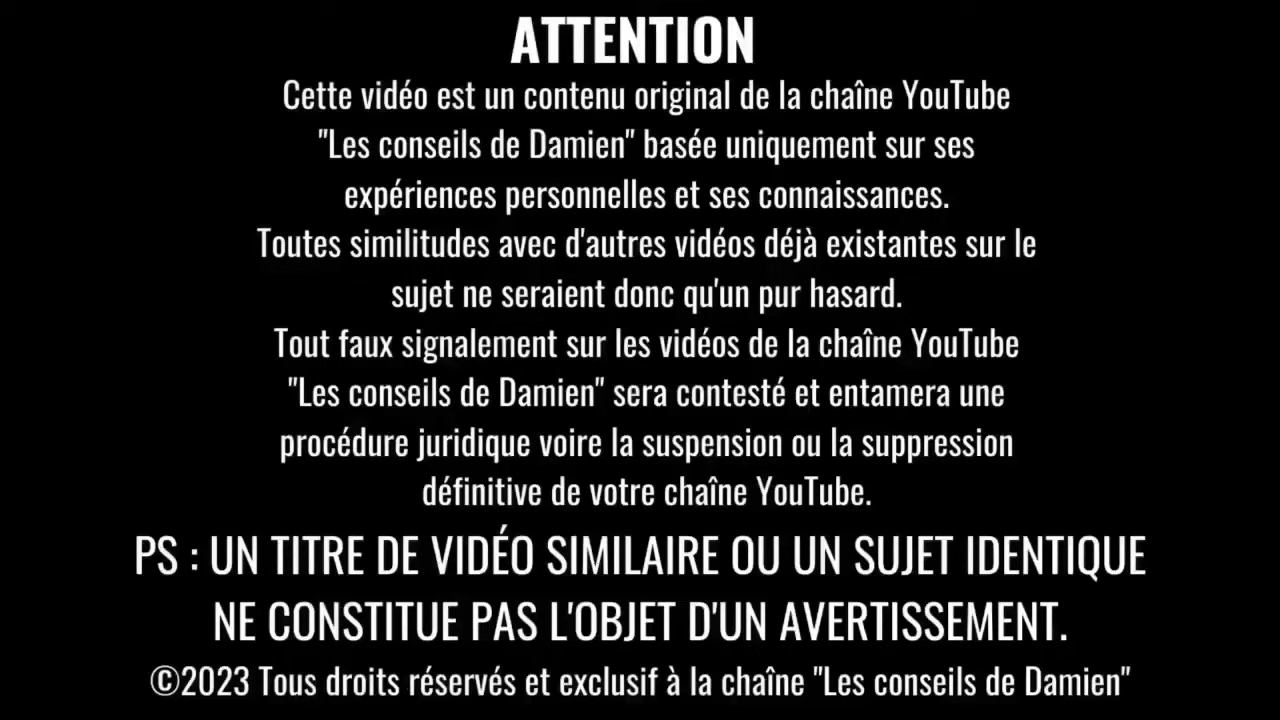 ATTENTION
Cette vidéo est un contenu original de la chaîne YouTube
"Les conseils de Damien" basée uniquement sur ses
expériences personnelles et ses connaissances.
Toutes similitudes avec d'autres vidéos déjà existantes sur le
sujet ne seraient donc qu'un pur hasard.
Tout faux signalement sur les vidéos de la chaîne YouTube
"Les conseils de Damien" sera contesté et entamera une
procédure juridique voire la suspension ou la suppression
définitive de votre chaîne YouTube.
PS : UN TITRE DE VIDÉO SIMILAIRE OU UN SUJET IDENTIQUE
NE CONSTITUE PAS L'OBJET D'UN AVERTISSEMENT.
©2023 Tous droits réservés et exclusif à la chaîne "Les conseils de Damien"